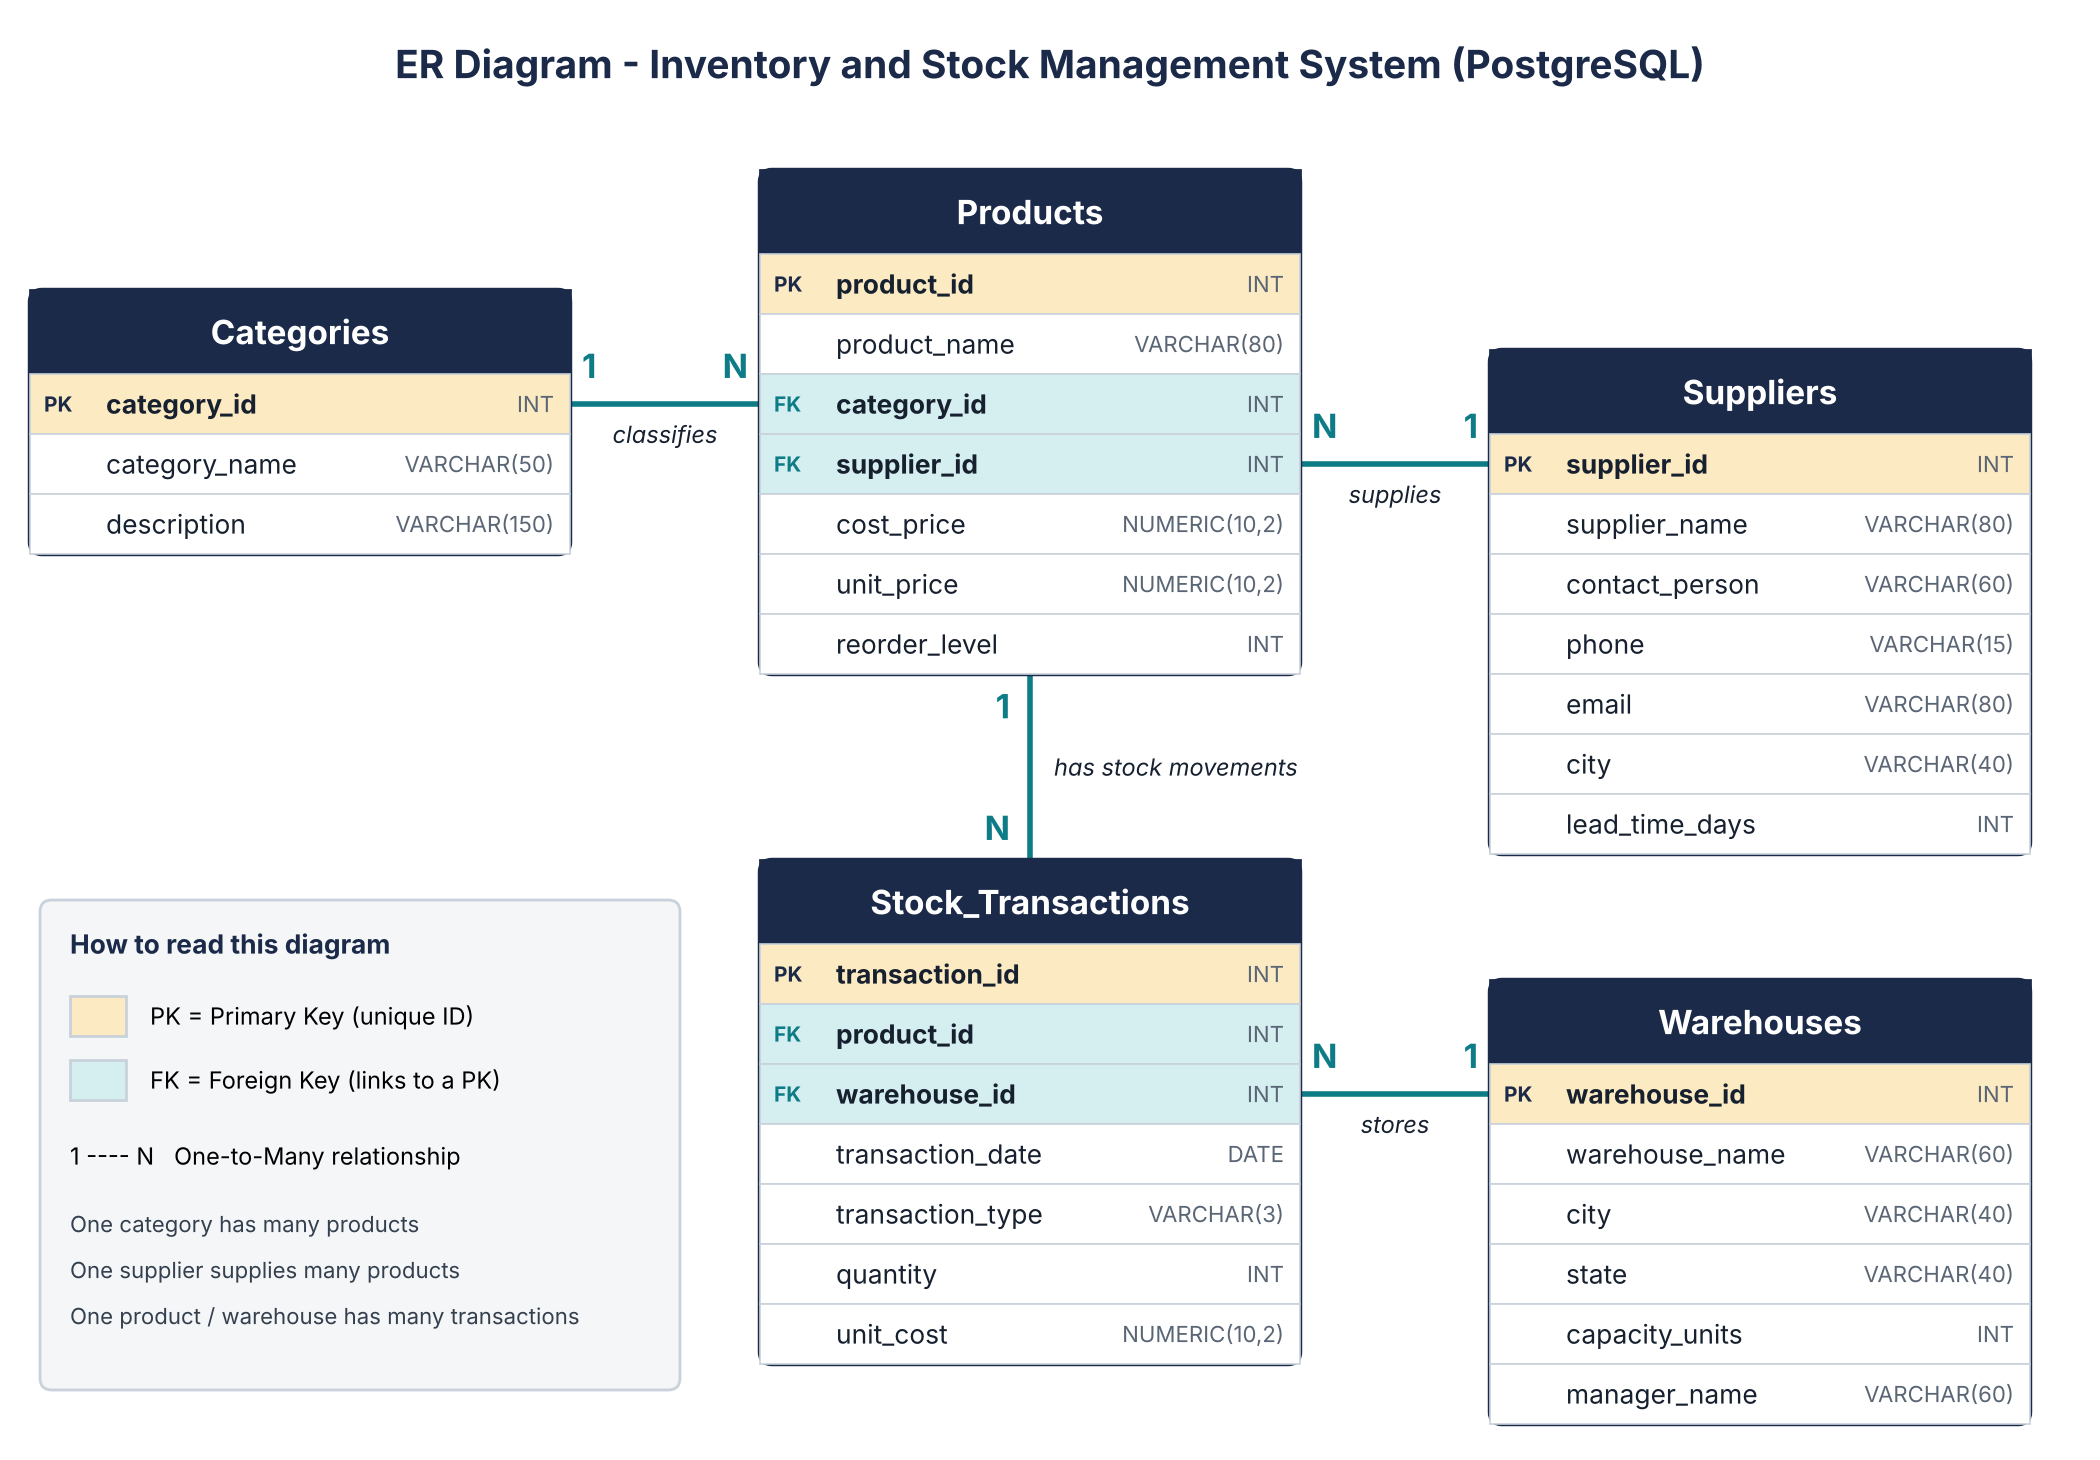 ER Diagram - Inventory and Stock Management System (PostgreSQL)
Categories
PK category_id INT
category_name VARCHAR(50)
description VARCHAR(150)
1 N
classifies
Products
PK product_id INT
product_name VARCHAR(80)
FK category_id INT
FK supplier_id INT
cost_price NUMERIC(10,2)
unit_price NUMERIC(10,2)
reorder_level INT
N 1
supplies
Suppliers
PK supplier_id INT
supplier_name VARCHAR(80)
contact_person VARCHAR(60)
phone VARCHAR(15)
email VARCHAR(80)
city VARCHAR(40)
lead_time_days INT
1
has stock movements
N
Stock_Transactions
PK transaction_id INT
FK product_id INT
FK warehouse_id INT
transaction_date DATE
transaction_type VARCHAR(3)
quantity INT
unit_cost NUMERIC(10,2)
N 1
stores
Warehouses
PK warehouse_id INT
warehouse_name VARCHAR(60)
city VARCHAR(40)
state VARCHAR(40)
capacity_units INT
manager_name VARCHAR(60)
How to read this diagram
PK = Primary Key (unique ID)
FK = Foreign Key (links to a PK)
1 ---- N One-to-Many relationship
One category has many products
One supplier supplies many products
One product / warehouse has many transactions